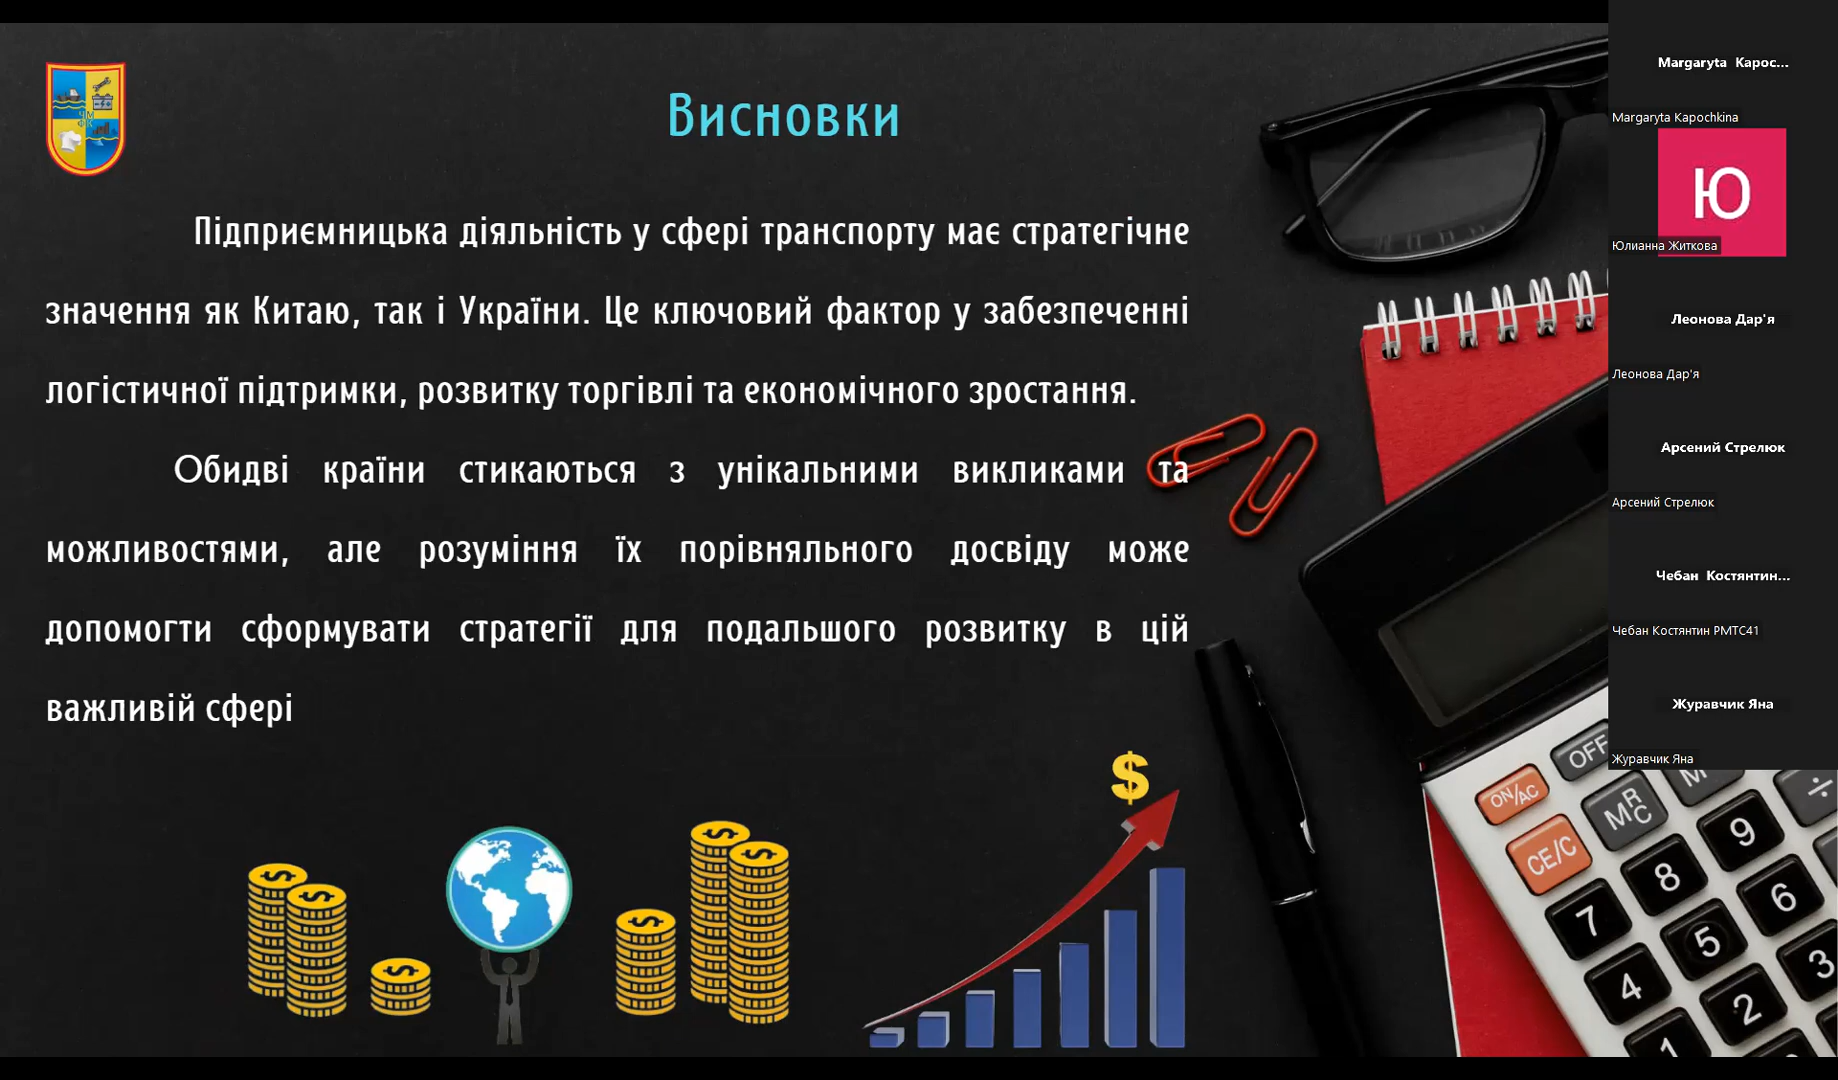 Висновки
Підприємницька діяльність у сфері транспорту має стратегічне
значення як Китаю, так і України. Це ключовий фактор у забезпеченні
логістичної підтримки, розвитку торгівлі та економічного зростання.
Обидві країни стикаються з унікальними викликами та
можливостями, але розуміння їх порівняльного досвіду може
допомогти сформувати стратегії для подальшого розвитку в цій
важливій сфері
$
Margaryta Kapoc...
Margaryta Kapochkina
Ю
Юлианна Житкова
Леонова Дар'я
Леонова Дар'я
Арсений Стрелюк
Арсений Стрелюк
Чебан Костянтин...
Чебан Костянтин РМТС41
Журавчик Яна
Журавчик Яна
OFF
ON/AC
MRC
M
÷
CE/C
7
8
9
4
5
6
1
2
3